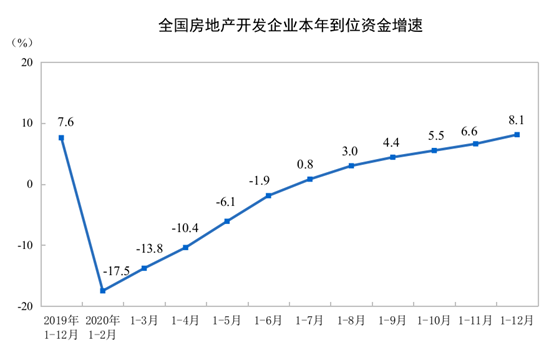 全国房地产开发企业本年到位资金增速
(%)
20
10
0
-10
-20
7.6
-17.5
-13.8
-10.4
-6.1
-1.9
0.8
3.0
4.4
5.5
6.6
8.1
2019年
1-12月
2020年
1-2月
1-3月
1-4月
1-5月
1-6月
1-7月
1-8月
1-9月
1-10月
1-11月
1-12月